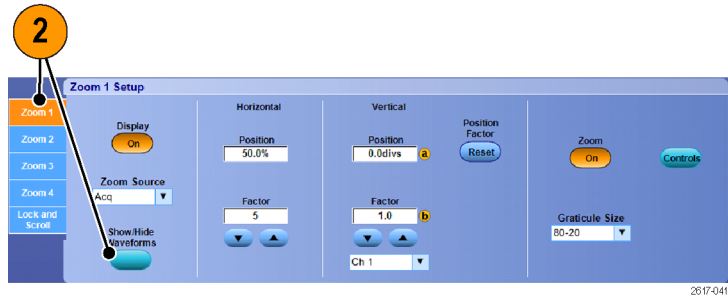 2
Zoom 1 Setup
Zoom 1
Zoom 2
Zoom 3
Zoom 4
Lock and
Scroll
Display
On
Zoom Source
Acq
Show/Hide
Waveforms
Horizontal
Position
50.0%
Factor
5
Vertical
Position
0.0divs
a
Factor
1.0
b
Ch 1
Position
Factor
Reset
Zoom
On
Graticule Size
80-20
Controls
2617-041